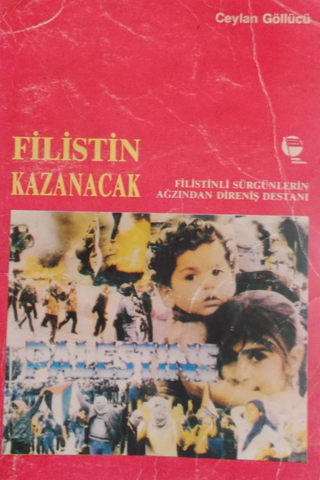 Ceylan Göllücü
FİLİSTİN
KAZANACAK
FİLİSTİNLİ SÜRGÜNLERİN
AĞZINDAN DİRENİŞ DESTANI
PALESTINE